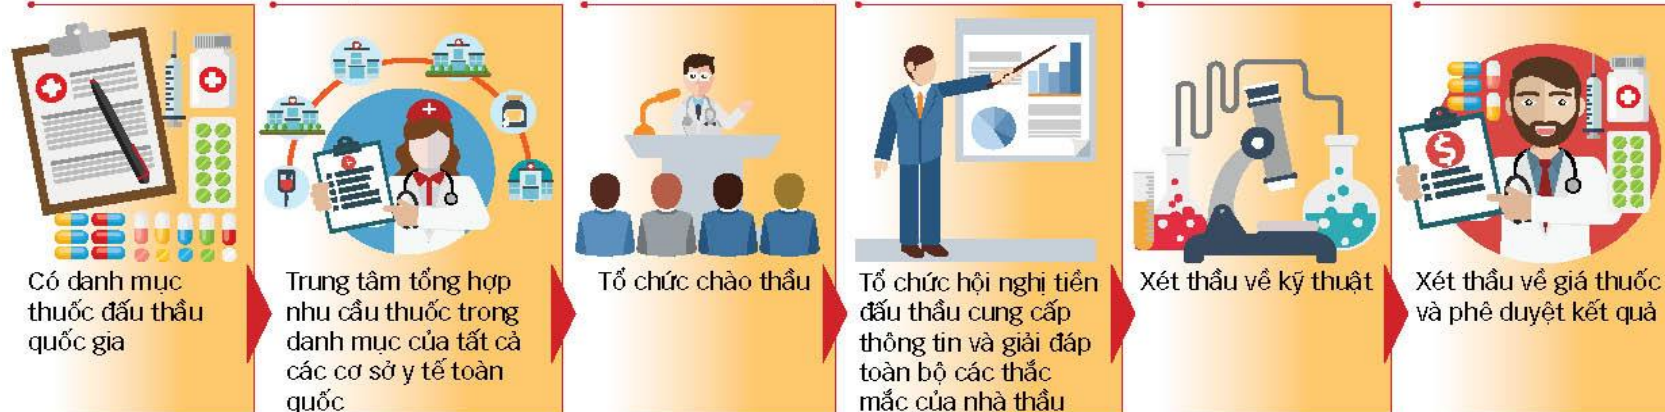 Có danh mục
thuốc đấu thầu
quốc gia
Trung tâm tổng hợp
nhu cầu thuốc trong
danh mục của tất cả
các cơ sở y tế toàn
quốc
Tổ chức chào thầu
Tổ chức hội nghị tiền
đấu thầu cung cấp
thông tin và giải đáp
toàn bộ các thắc
mắc của nhà thầu
Xét thầu về kỹ thuật
Xét thầu về giá thuốc
và phê duyệt kết quả